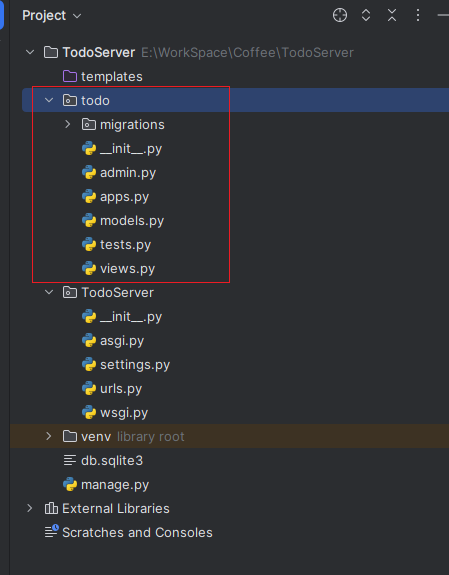 Project
TodoServer E:\WorkSpace\Coffee\TodoServer
templates
todo
migrations
__init__.py
admin.py
apps.py
models.py
tests.py
views.py
TodoServer
__init__.py
asgi.py
settings.py
urls.py
wsgi.py
venv library root
db.sqlite3
manage.py
External Libraries
Scratches and Consoles